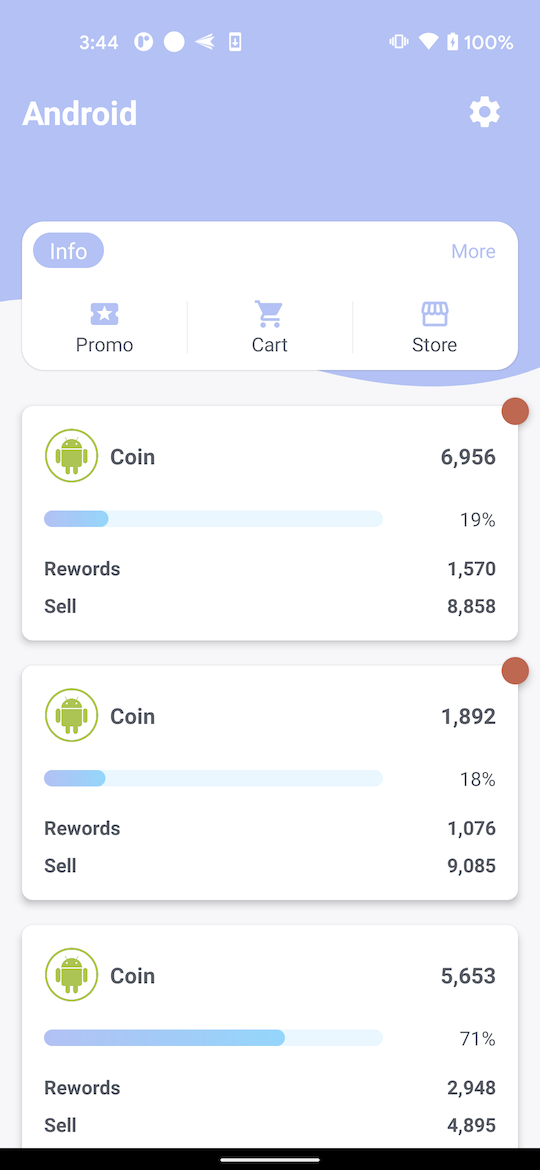 3:44 100%
Android
Info More
Promo Cart Store
Coin 6,956
19%
Rewords 1,570
Sell 8,858
Coin 1,892
18%
Rewords 1,076
Sell 9,085
Coin 5,653
71%
Rewords 2,948
Sell 4,895